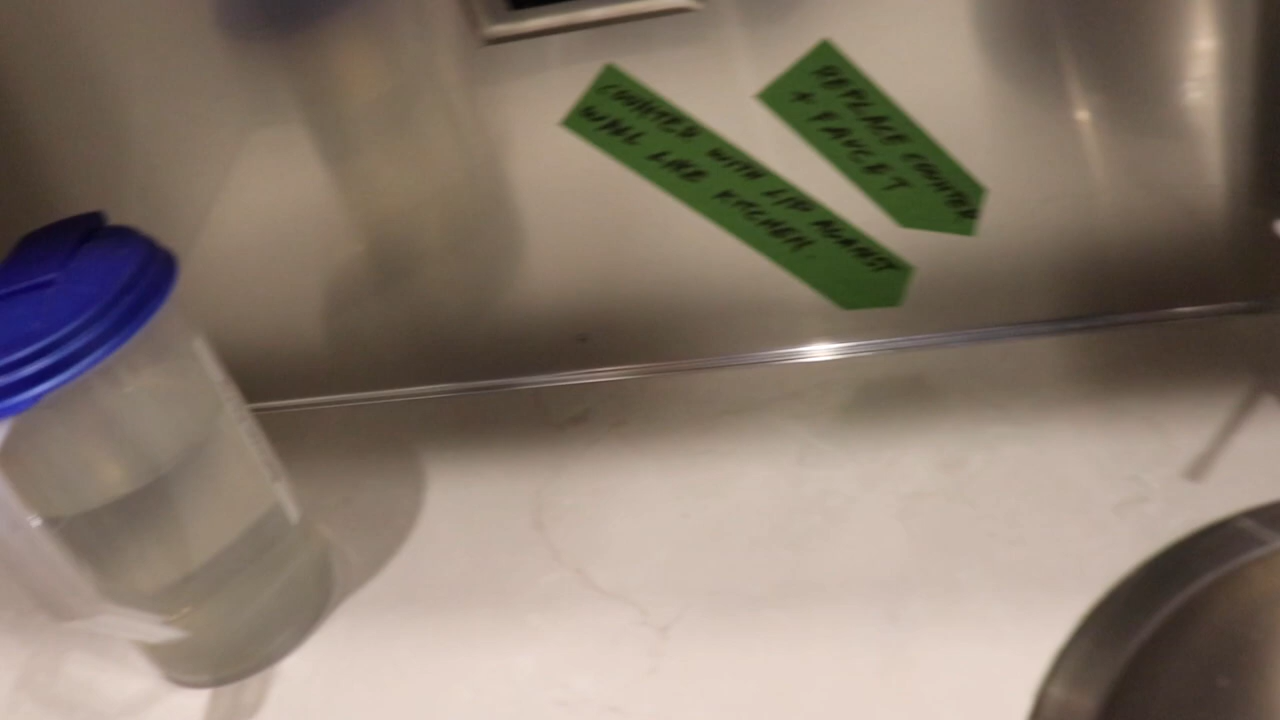 COUNTER WITH LIP AGAINST
WALL LIKE KITCHEN.
REPLACE COUNTER
+ FAUCET